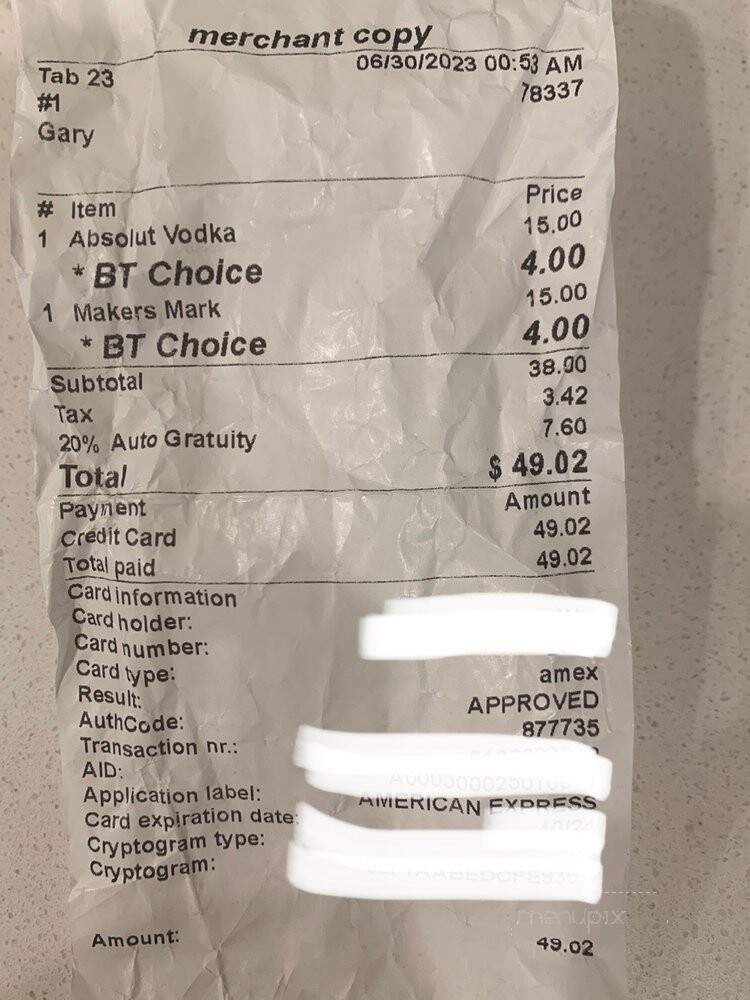 merchant copy
Tab 23 06/30/2023 00:53 AM
#1 78337
Gary
# Item Price
1 Absolut Vodka 15.00
* BT Choice 4.00
1 Makers Mark 15.00
* BT Choice 4.00
Subtotal 38.00
Tax 3.42
20% Auto Gratuity 7.60
Total $ 49.02
Payment Amount
Credit Card 49.02
Total paid 49.02
Card information
Card holder:
Card number:
Card type: amex
Result: APPROVED
AuthCode: 877735
Transaction nr.:
AID:
Application label: AMERICAN EXPRESS
Card expiration date:
Cryptogram type:
Cryptogram:
menupix
Amount: 49.02